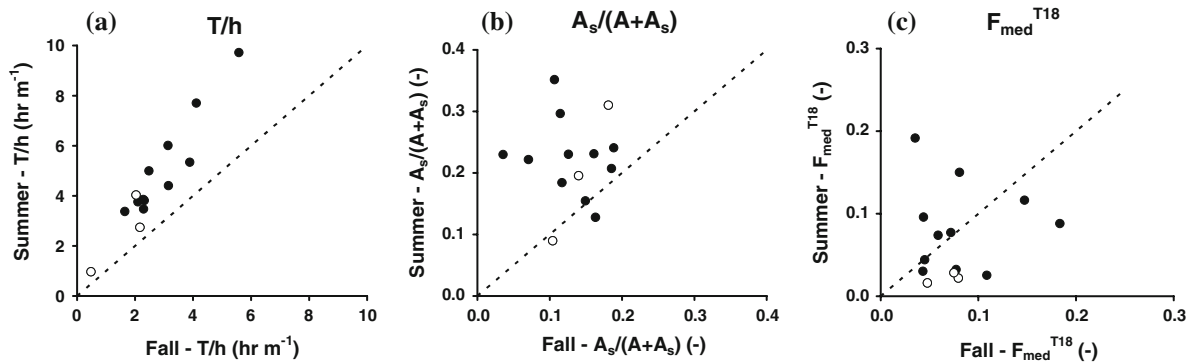 (a) T/h
Summer - T/h (hr m⁻¹)
10
8
6
4
2
0
0 2 4 6 8 10
Fall - T/h (hr m⁻¹)
(b) Aₛ/(A+Aₛ)
Summer - Aₛ/(A+Aₛ) (-)
0.4
0.3
0.2
0.1
0.0
0.0 0.1 0.2 0.3 0.4
Fall - Aₛ/(A+Aₛ) (-)
(c) F_med^T18
Summer - F_med^T18 (-)
0.3
0.2
0.1
0.0
0.0 0.1 0.2 0.3
Fall - F_med^T18 (-)